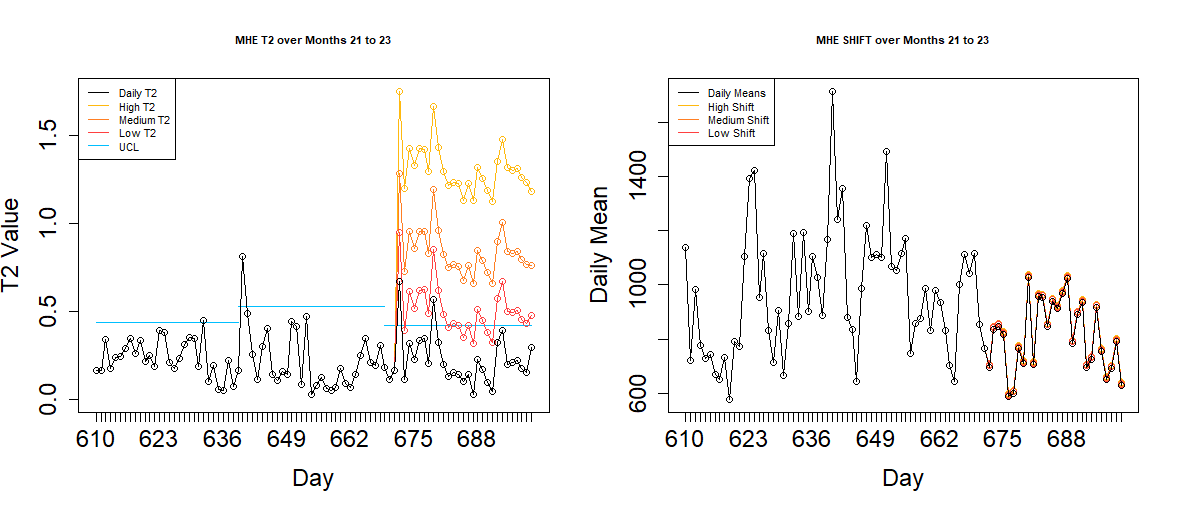 MHE T2 over Months 21 to 23
Daily T2
High T2
Medium T2
Low T2
UCL
T2 Value
0.0
0.5
1.0
1.5
610
623
636
649
662
675
688
Day
MHE SHIFT over Months 21 to 23
Daily Means
High Shift
Medium Shift
Low Shift
Daily Mean
600
1000
1400
610
623
636
649
662
675
688
Day